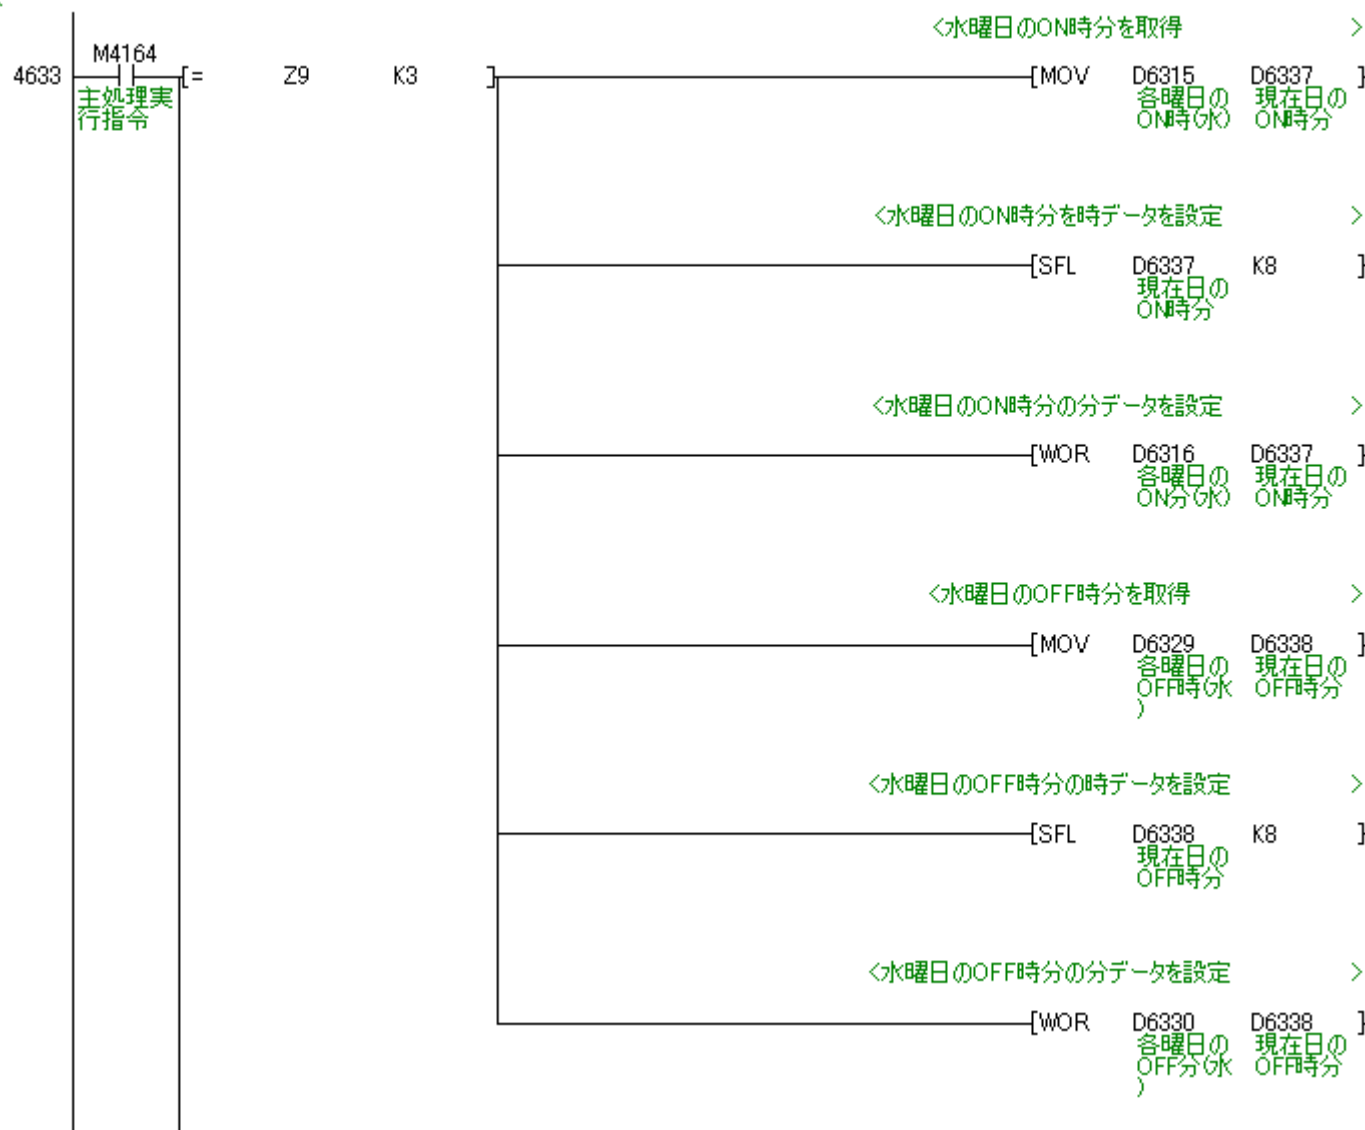 <水曜日のON時分を取得 >
M4164
4633 [= Z9 K3 ] [MOV D6315 D6337 ]
主処理実 各曜日の 現在日の
行指令 ON時(水) ON時分
<水曜日のON時分を時データを設定 >
[SFL D6337 K8 ]
現在日の
ON時分
<水曜日のON時分の分データを設定 >
[WOR D6316 D6337 ]
各曜日の 現在日の
ON分(水) ON時分
<水曜日のOFF時分を取得 >
[MOV D6329 D6338 ]
各曜日の 現在日の
OFF時(水 OFF時分
)
<水曜日のOFF時分の時データを設定 >
[SFL D6338 K8 ]
現在日の
OFF時分
<水曜日のOFF時分の分データを設定 >
[WOR D6330 D6338 ]
各曜日の 現在日の
OFF分(水 OFF時分
)